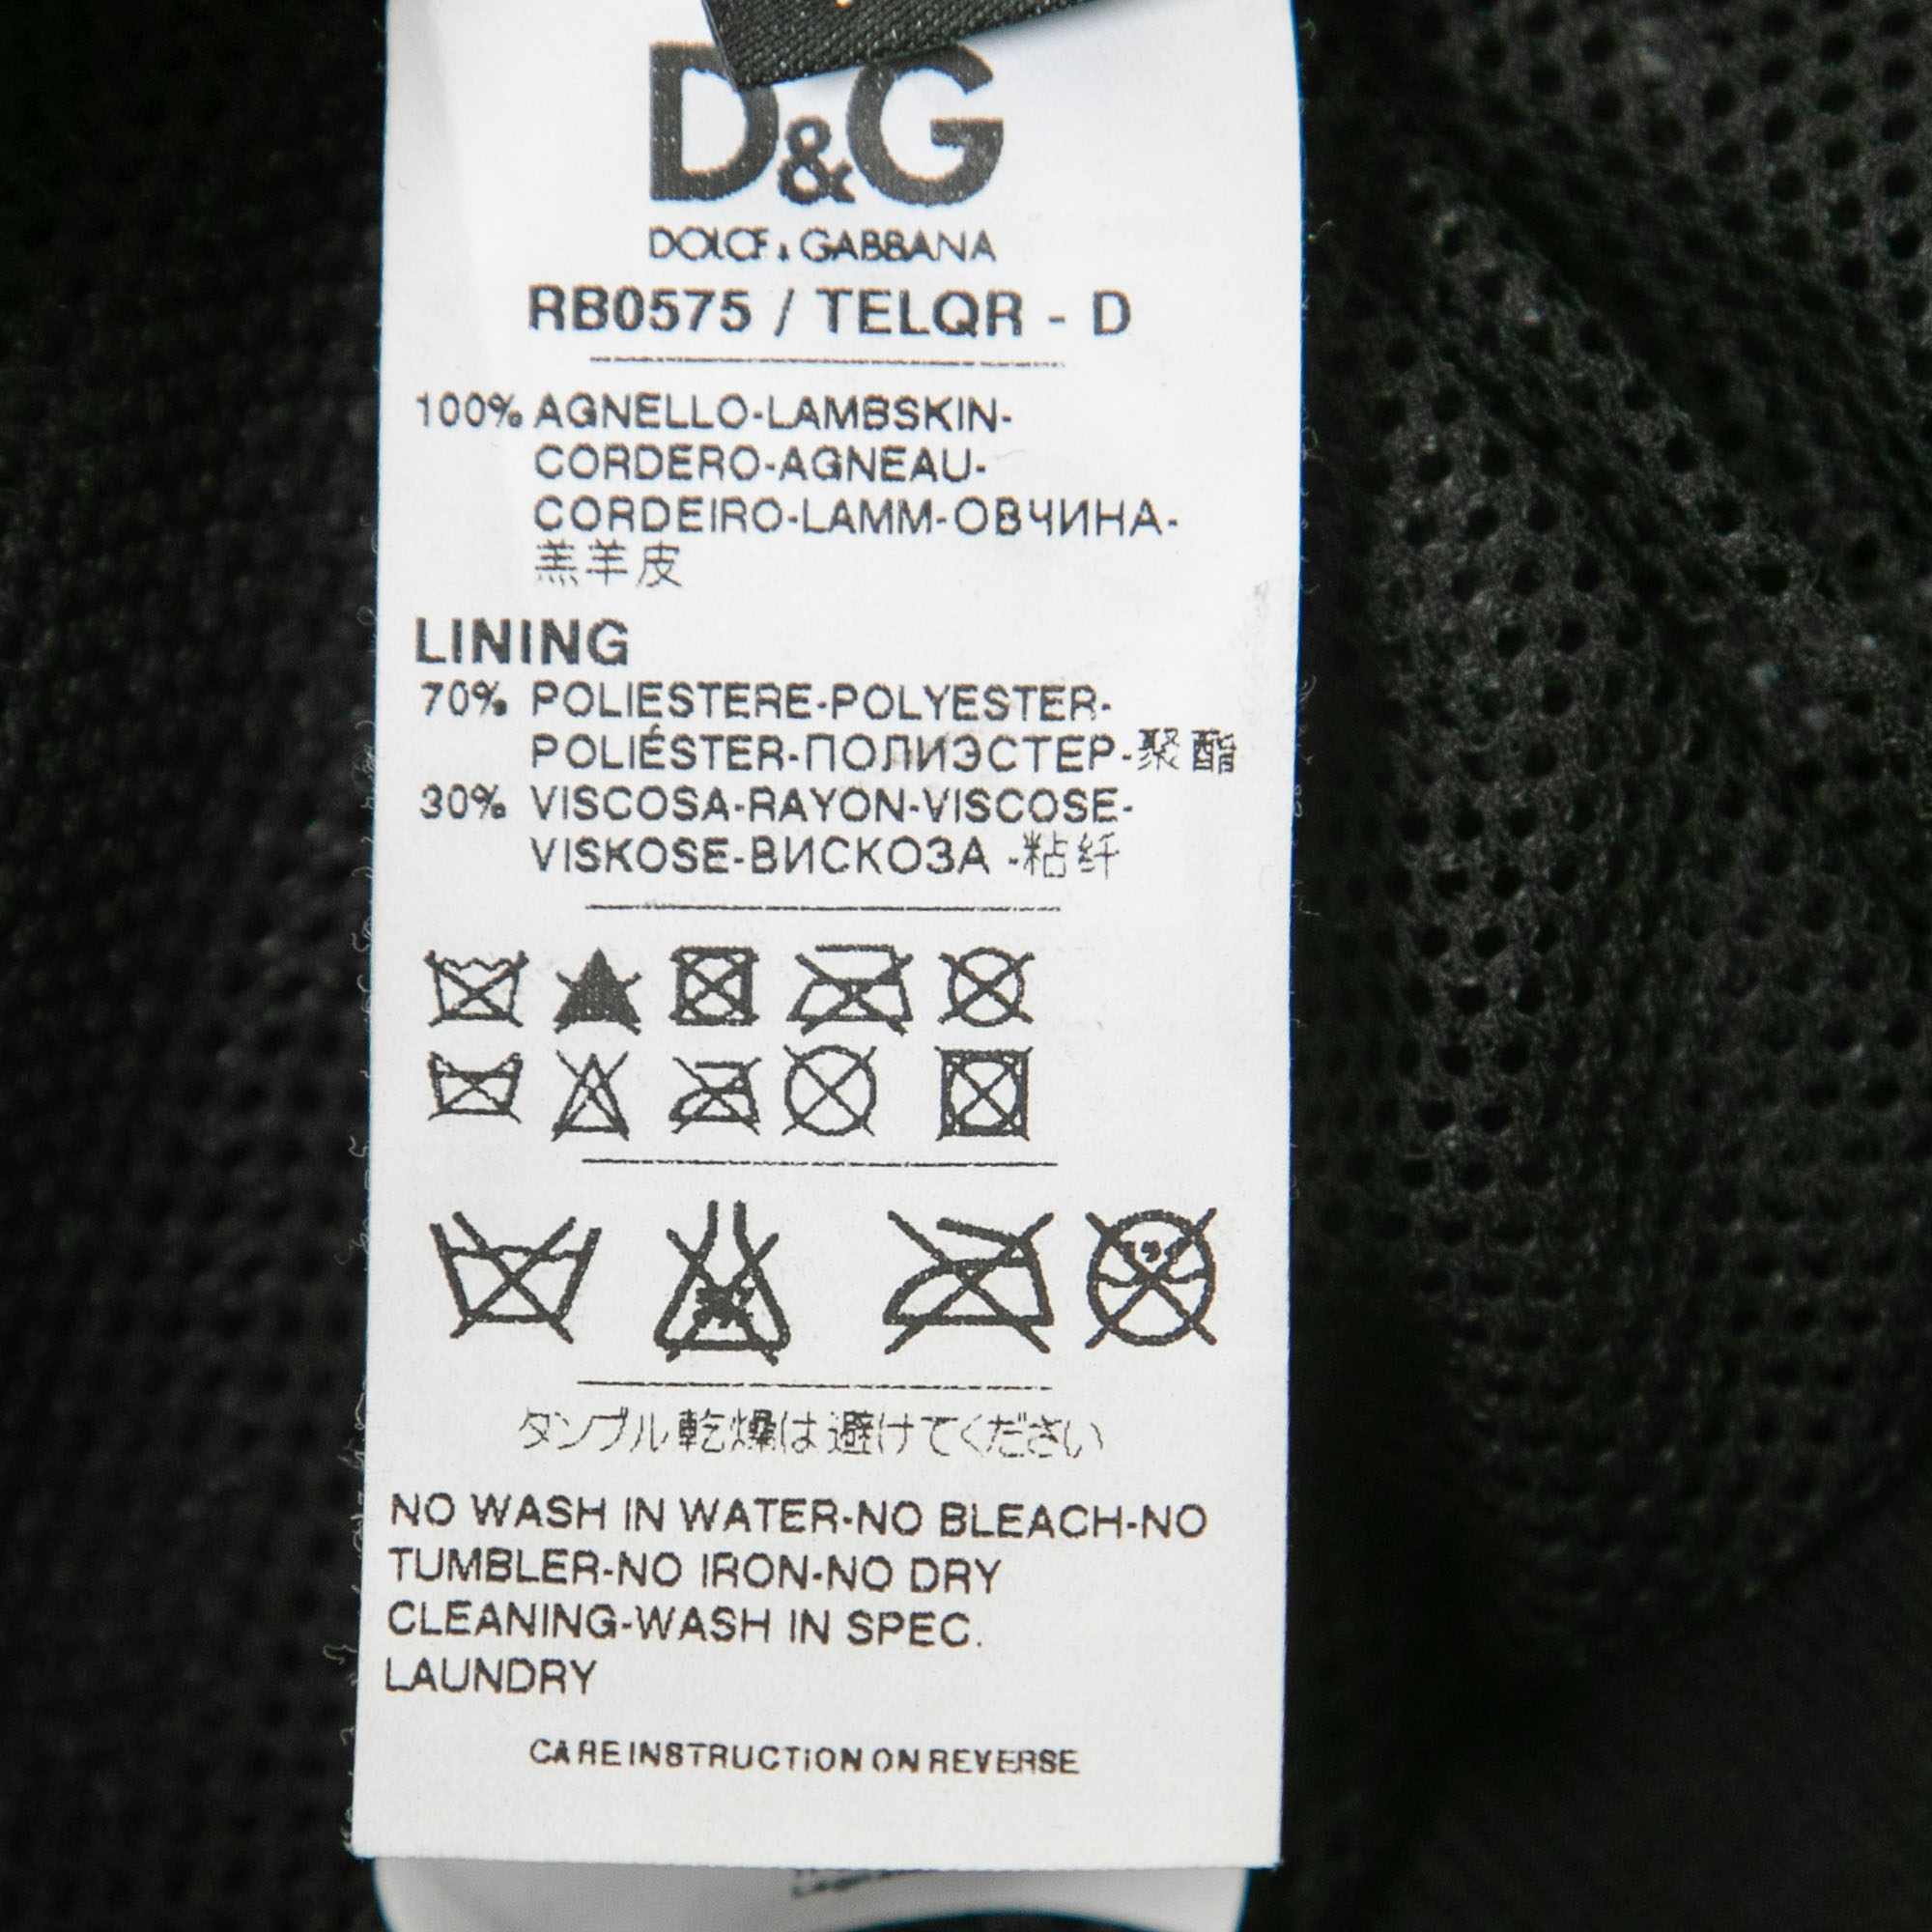 D&G
DOLCE & GABBANA
RB0575 / TELQR - D
100% AGNELLO-LAMBSKIN-
CORDERO-AGNEAU-
CORDEIRO-LAMM-ОВЧИНА-
羔羊皮
LINING
70% POLIESTERE-POLYESTER-
POLIÉSTER-ПОЛИЭСТЕР-聚酯
30% VISCOSA-RAYON-VISCOSE-
VISKOSE-ВИСКОЗА -粘纤
タンブル乾燥は避けてください
NO WASH IN WATER-NO BLEACH-NO
TUMBLER-NO IRON-NO DRY
CLEANING-WASH IN SPEC.
LAUNDRY
CARE INSTRUCTION ON REVERSE